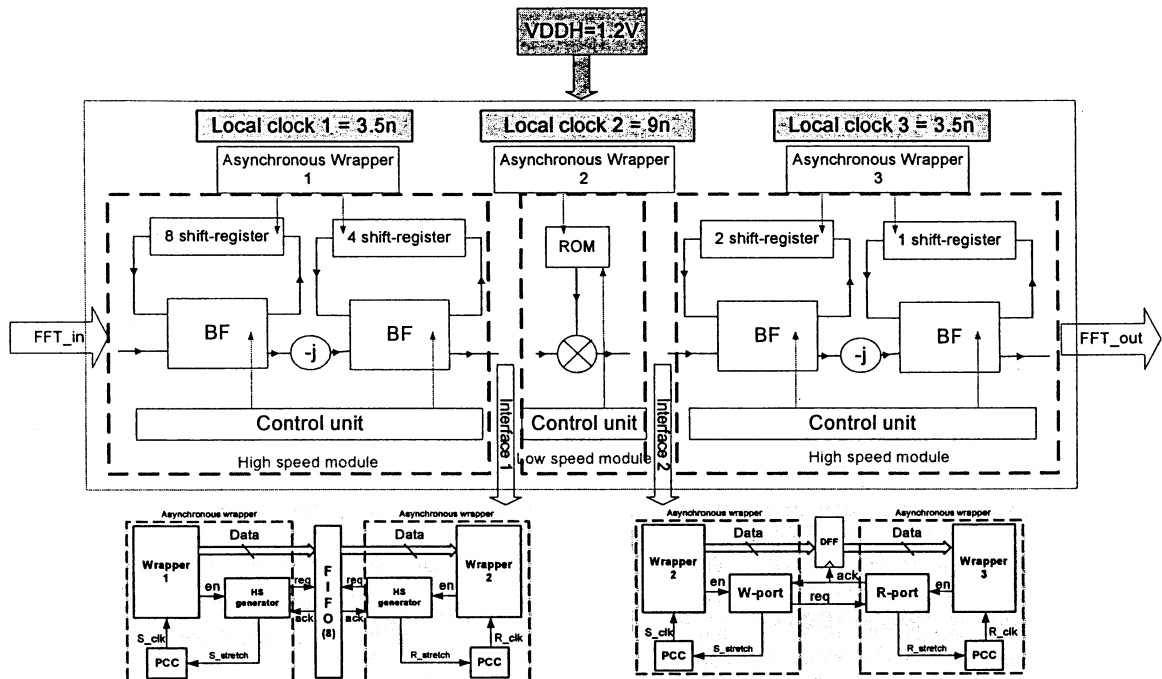 VDDH=1.2V
Local clock 1 = 3.5n
Local clock 2 = 9n
Local clock 3 = 3.5n
Asynchronous Wrapper
1
Asynchronous Wrapper
2
Asynchronous Wrapper
3
8 shift-register
4 shift-register
ROM
2 shift-register
1 shift-register
FFT_in
BF
-j
BF
BF
-j
BF
FFT_out
Control unit
Control unit
Control unit
High speed module
Interface 1
Low speed module
Interface 2
High speed module
Asynchronous wrapper
Asynchronous wrapper
Wrapper
1
Data
en
HS
generator
req
ack
S_clk
S_stretch
PCC
FIFO
(8)
Data
req
ack
HS
generator
en
Wrapper
2
R_clk
R_stretch
PCC
Asynchronous wrapper
Asynchronous wrapper
Wrapper
2
Data
en
W-port
S_clk
S_stretch
PCC
DFF
ack
req
Data
R-port
en
Wrapper
3
R_clk
R_stretch
PCC